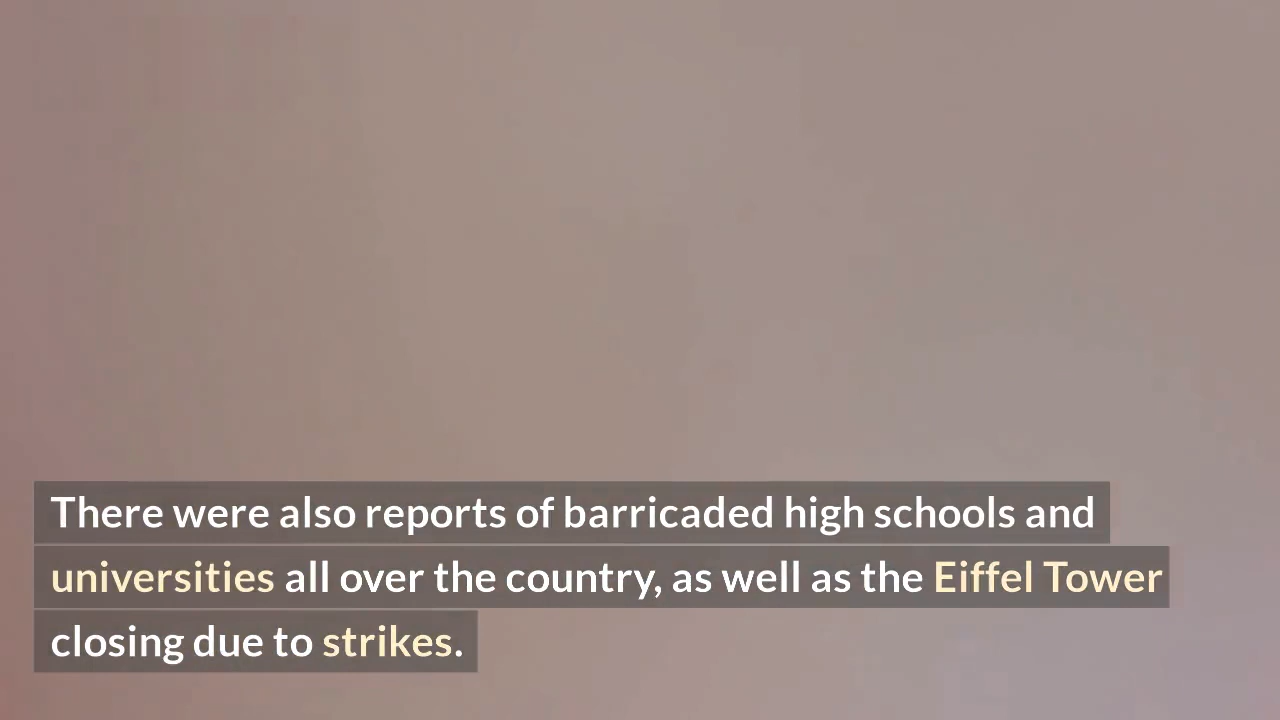 There were also reports of barricaded high schools and
universities all over the country, as well as the Eiffel Tower
closing due to strikes.